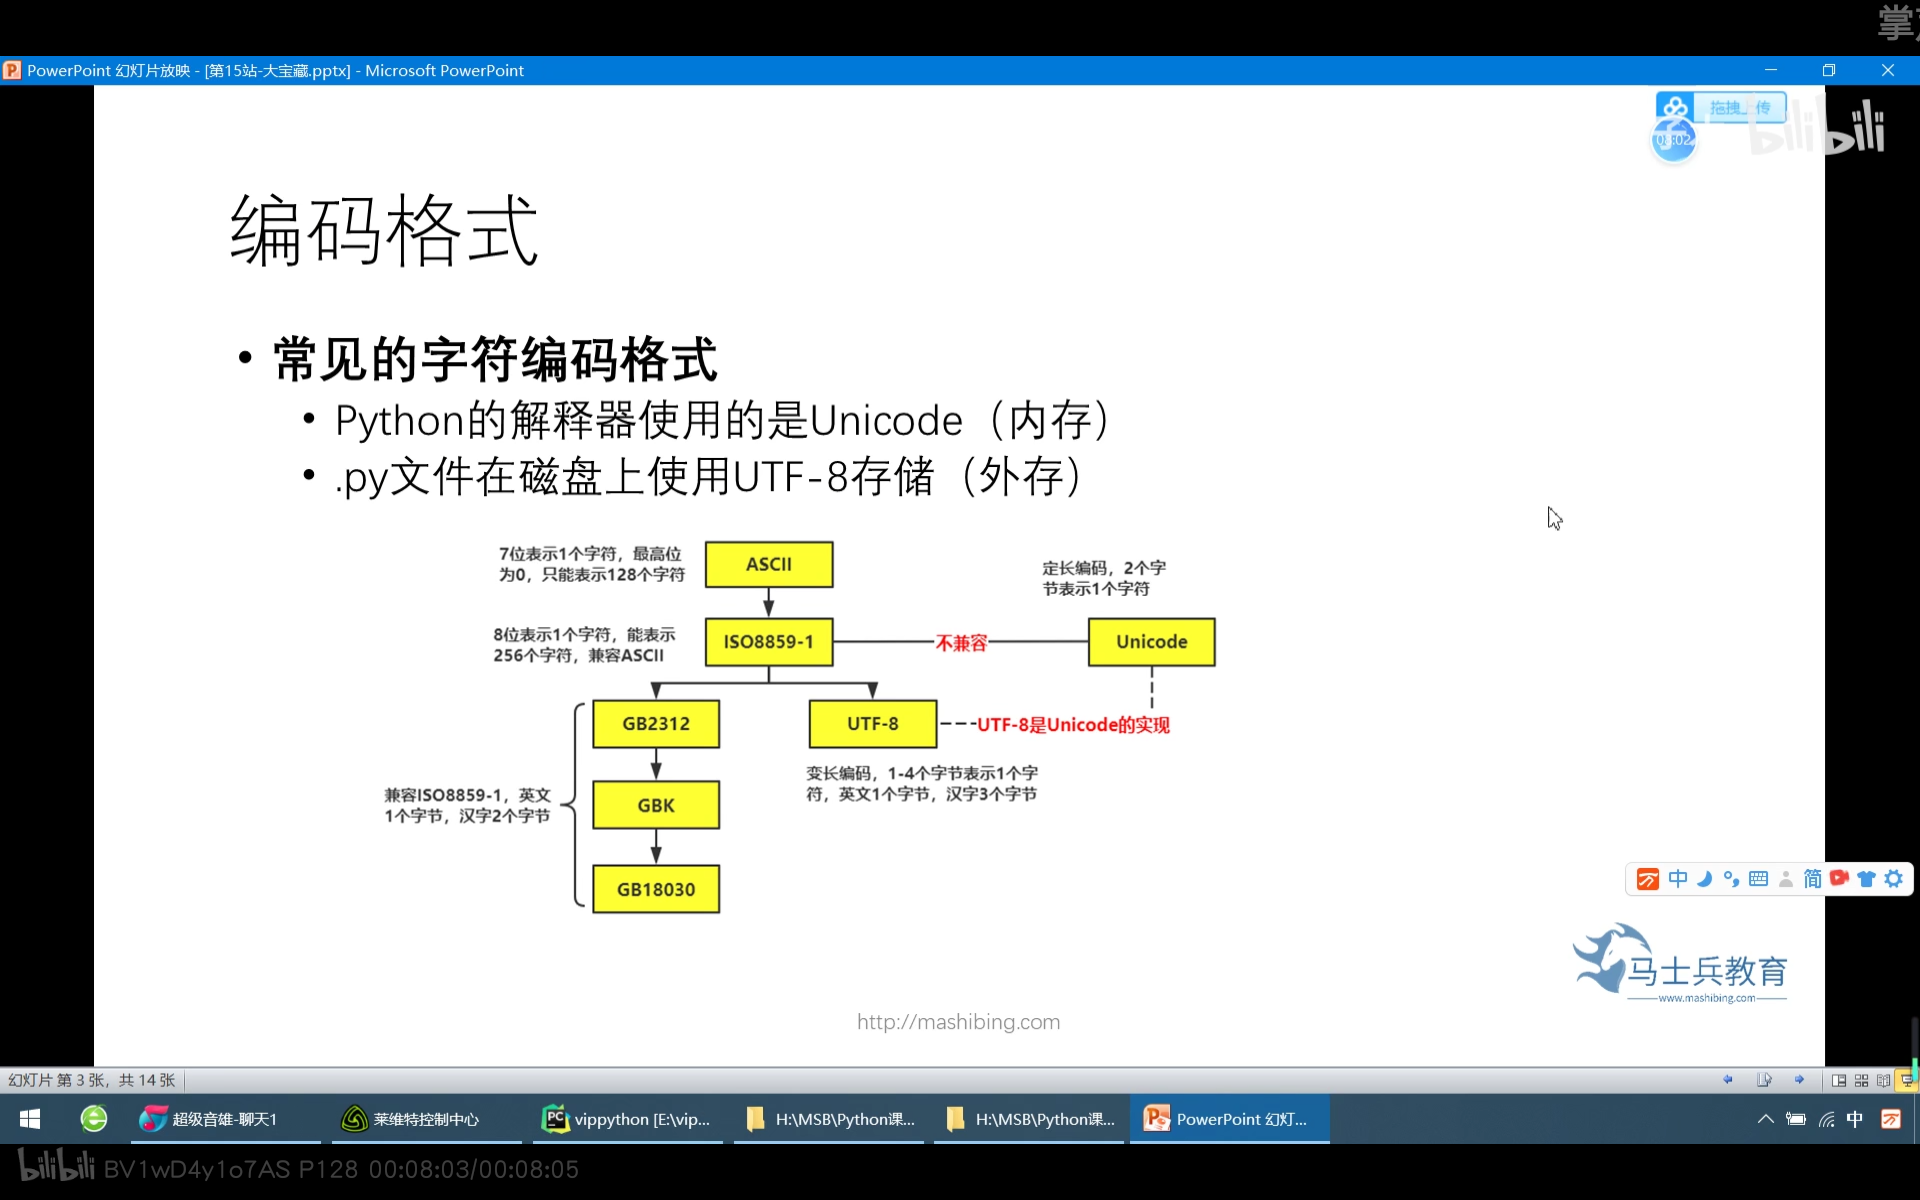 掌
PowerPoint 幻灯片放映 - [第15站-大宝藏.pptx] - Microsoft PowerPoint
拖拽上传
08:02
bilibili
编码格式
• 常见的字符编码格式
• Python的解释器使用的是Unicode（内存）
• .py文件在磁盘上使用UTF-8存储（外存）
7位表示1个字符，最高位
为0，只能表示128个字符
ASCII
定长编码，2个字
节表示1个字符
8位表示1个字符，能表示
256个字符，兼容ASCII
ISO8859-1
不兼容
Unicode
GB2312
UTF-8
UTF-8是Unicode的实现
变长编码，1-4个字节表示1个字
符，英文1个字节，汉字3个字节
兼容ISO8859-1，英文
1个字节，汉字2个字节
GBK
GB18030
中
简
马士兵教育
www.mashibing.com
http://mashibing.com
幻灯片 第 3 张，共 14 张
超级音雄-聊天1
莱维特控制中心
vippython [E:\vip...
H:\MSB\Python课...
H:\MSB\Python课...
PowerPoint 幻灯...
中
bilibili BV1wD4y1o7AS P128 00:08:03/00:08:05